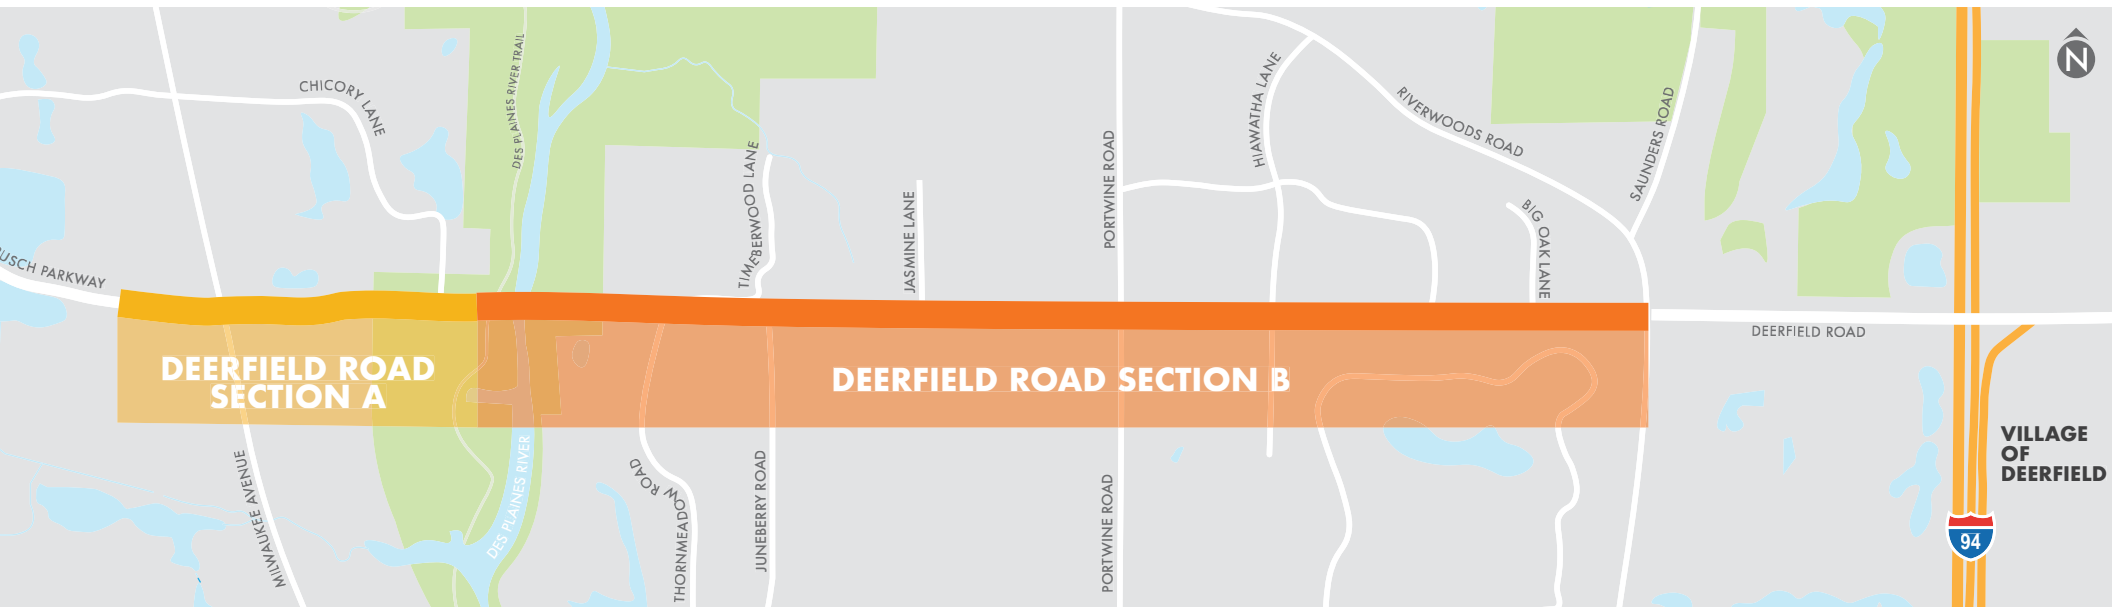 CHICORY LANE
DES PLAINES RIVER TRAIL
N
HIAWATHA LANE
RIVERWOODS ROAD
SAUNDERS ROAD
TIMBERWOOD LANE
JASMINE LANE
PORTWINE ROAD
BIG OAK LANE
USCH PARKWAY
DEERFIELD ROAD
DEERFIELD ROAD
SECTION A
DEERFIELD ROAD SECTION B
VILLAGE
OF
DEERFIELD
MILWAUKEE AVENUE
DES PLAINES RIVER
THORNMEADOW ROAD
JUNEBERRY ROAD
PORTWINE ROAD
94